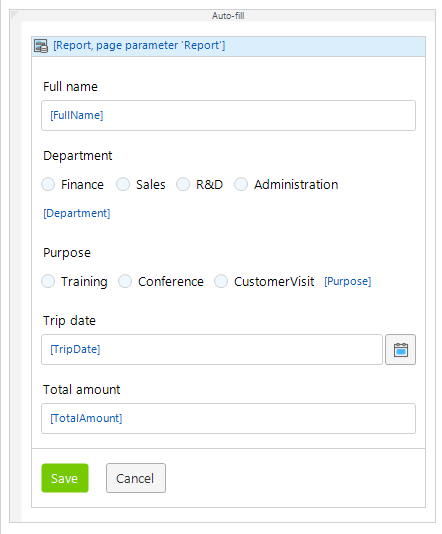 Auto-fill
[Report, page parameter 'Report']
Full name
[FullName]
Department
Finance Sales R&D Administration
[Department]
Purpose
Training Conference CustomerVisit [Purpose]
Trip date
[TripDate]
Total amount
[TotalAmount]
Save Cancel